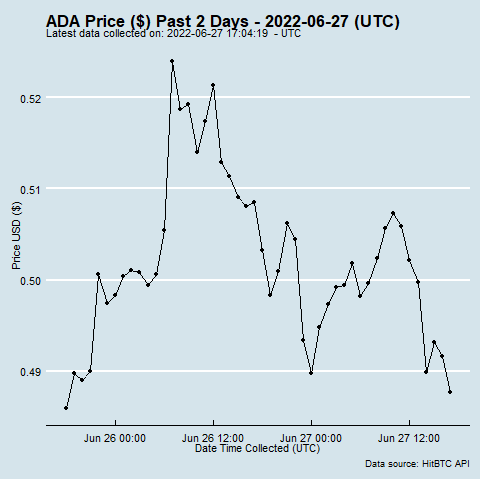 ADA Price ($) Past 2 Days - 2022-06-27 (UTC)
Latest data collected on: 2022-06-27 17:04:19 - UTC
0.52
0.51
0.50
0.49
Price USD ($)
Jun 26 00:00
Jun 26 12:00
Jun 27 00:00
Jun 27 12:00
Date Time Collected (UTC)
Data source: HitBTC API